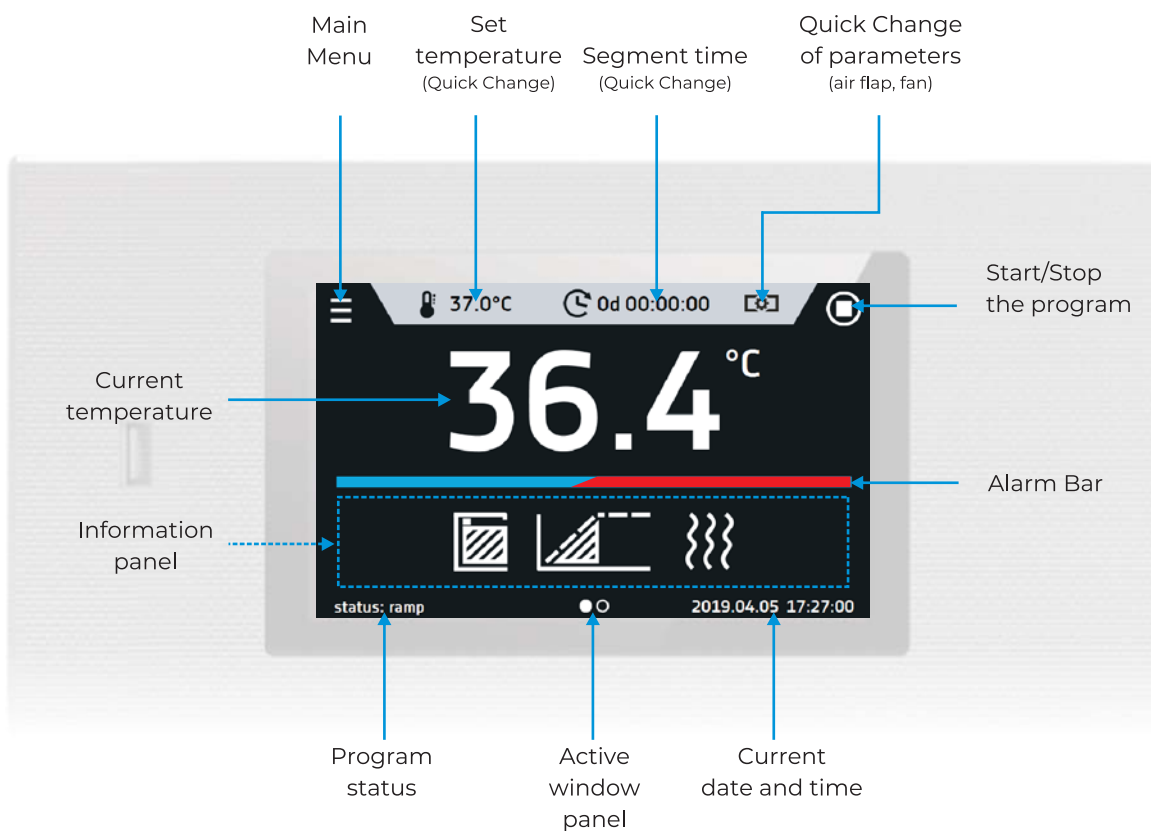 Main
Menu
Set
temperature
(Quick Change)
Segment time
(Quick Change)
Quick Change
of parameters
(air flap, fan)
37.0°C
0d 00:00:00
Start/Stop
the program
36.4 °C
Current
temperature
Alarm Bar
Information
panel
status: ramp
2019.04.05 17:27:00
Program
status
Active
window
panel
Current
date and time